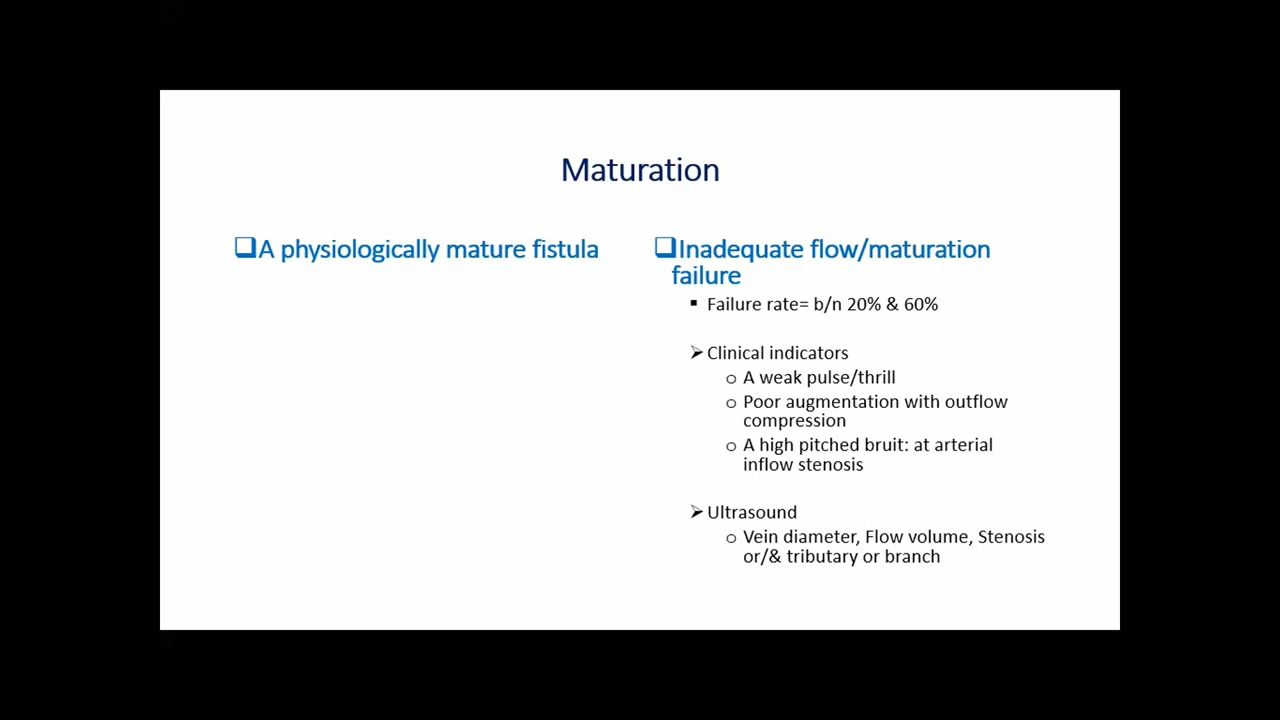 Maturation
❑A physiologically mature fistula
❑Inadequate flow/maturation
failure
▪ Failure rate= b/n 20% & 60%
➢Clinical indicators
o A weak pulse/thrill
o Poor augmentation with outflow
compression
o A high pitched bruit: at arterial
inflow stenosis
➢Ultrasound
o Vein diameter, Flow volume, Stenosis
or/& tributary or branch